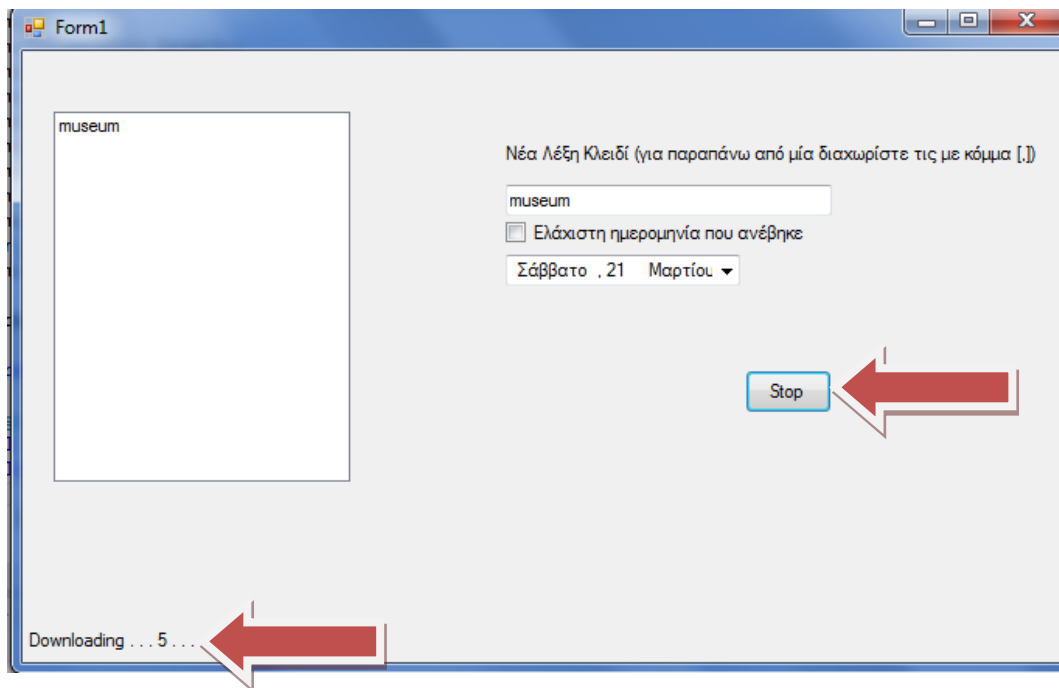 Form1
museum
Νέα Λέξη Κλειδί (για παραπάνω από μία διαχωρίστε τις με κόμμα [,])
museum
Ελάχιστη ημερομηνία που ανέβηκε
Σάββατο , 21 Μαρτίου
Stop
Downloading . . . 5 . . .